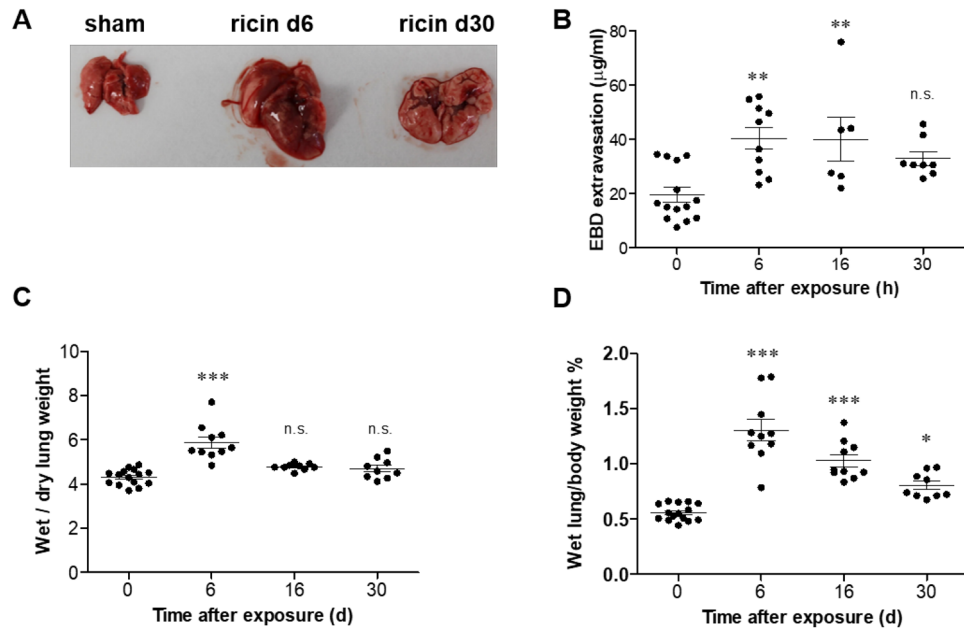 A
sham ricin d6 ricin d30
B
EBD extravasation (μg/ml)
80
60
40
20
0
** ** n.s.
0 6 16 30
Time after exposure (h)
C
Wet / dry lung weight
10
8
6
4
2
0
*** n.s. n.s.
0 6 16 30
Time after exposure (d)
D
Wet lung/body weight %
2.0
1.5
1.0
0.5
0.0
*** *** *
0 6 16 30
Time after exposure (d)